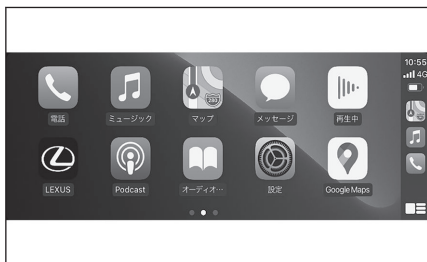 10:55
4G
電話
ミュージック
マップ
メッセージ
再生中
LEXUS
Podcast
オーディオ…
設定
Google Maps
280